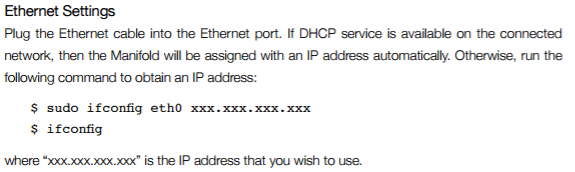 Ethernet Settings
Plug the Ethernet cable into the Ethernet port. If DHCP service is available on the connected
network, then the Manifold will be assigned with an IP address automatically. Otherwise, run the
following command to obtain an IP address:
$ sudo ifconfig eth0 xxx.xxx.xxx.xxx
$ ifconfig
where “xxx.xxx.xxx.xxx” is the IP address that you wish to use.